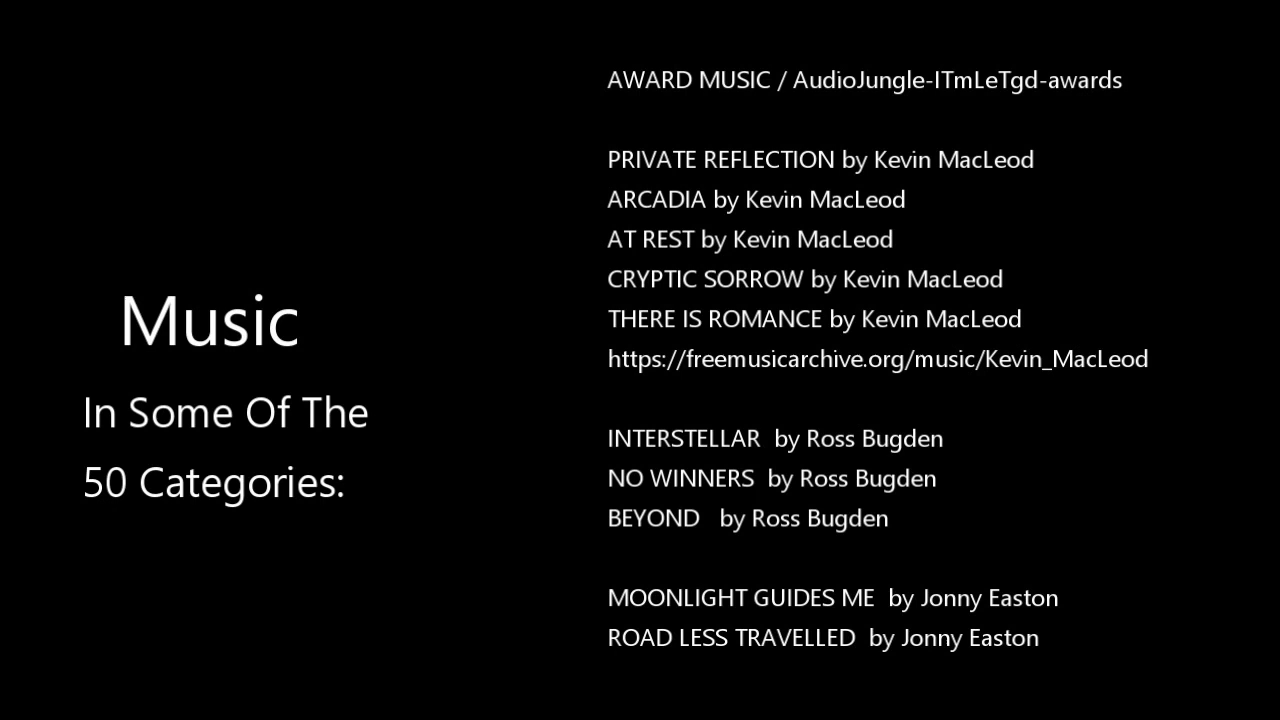 Music
In Some Of The
50 Categories:
AWARD MUSIC / AudioJungle-ITmLeTgd-awards
PRIVATE REFLECTION by Kevin MacLeod
ARCADIA by Kevin MacLeod
AT REST by Kevin MacLeod
CRYPTIC SORROW by Kevin MacLeod
THERE IS ROMANCE by Kevin MacLeod
https://freemusicarchive.org/music/Kevin_MacLeod
INTERSTELLAR  by Ross Bugden
NO WINNERS  by Ross Bugden
BEYOND   by Ross Bugden
MOONLIGHT GUIDES ME  by Jonny Easton
ROAD LESS TRAVELLED  by Jonny Easton